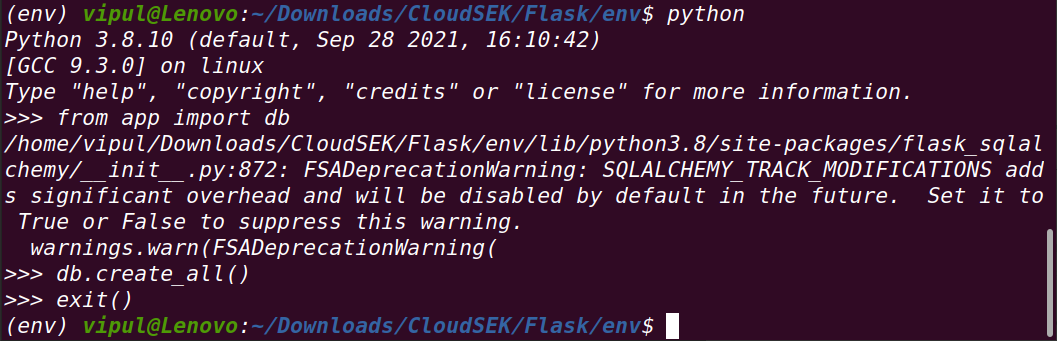 (env) vipul@Lenovo:~/Downloads/CloudSEK/Flask/env$ python
Python 3.8.10 (default, Sep 28 2021, 16:10:42)
[GCC 9.3.0] on linux
Type "help", "copyright", "credits" or "license" for more information.
>>> from app import db
/home/vipul/Downloads/CloudSEK/Flask/env/lib/python3.8/site-packages/flask_sqlal
chemy/__init__.py:872: FSADeprecationWarning: SQLALCHEMY_TRACK_MODIFICATIONS add
s significant overhead and will be disabled by default in the future.  Set it to
 True or False to suppress this warning.
  warnings.warn(FSADeprecationWarning(
>>> db.create_all()
>>> exit()
(env) vipul@Lenovo:~/Downloads/CloudSEK/Flask/env$